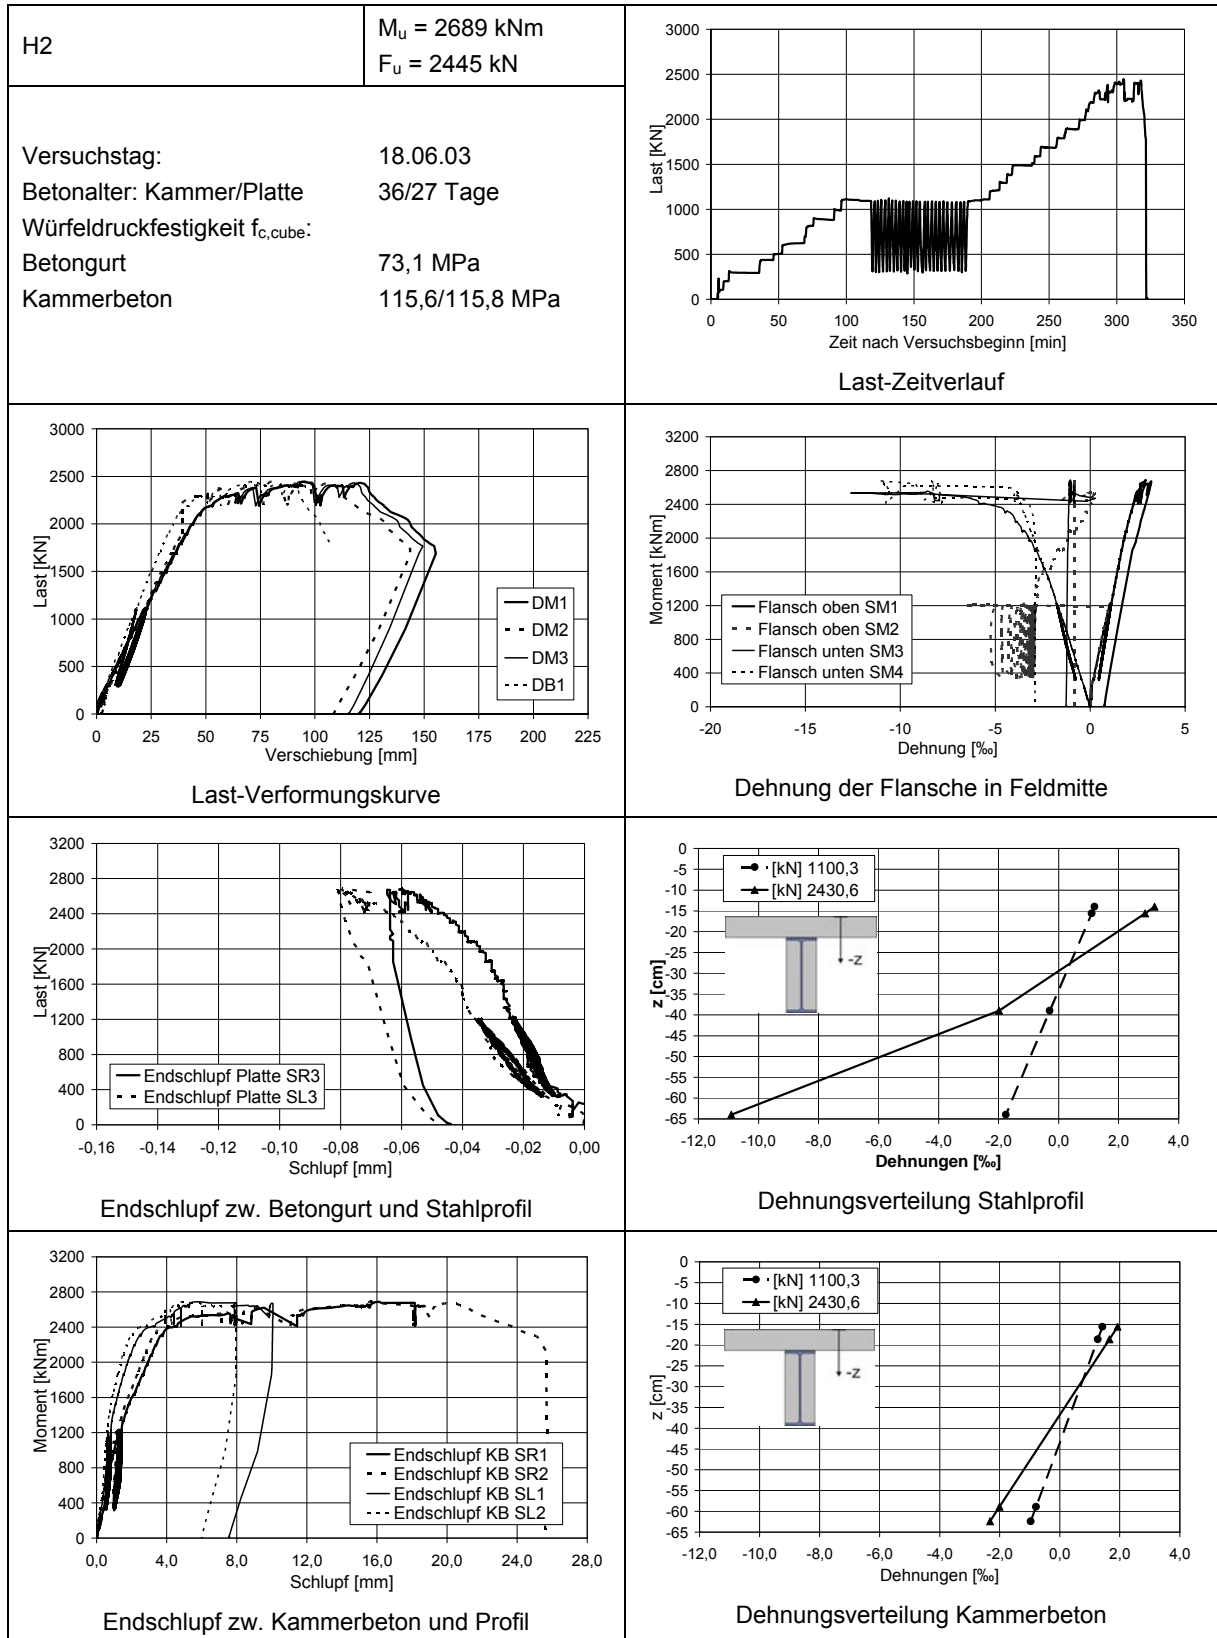 H2
M_u = 2689 kNm
F_u = 2445 kN
Versuchstag: 18.06.03
Betonalter: Kammer/Platte 36/27 Tage
Würfeldruckfestigkeit f_c,cube:
Betongurt 73,1 MPa
Kammerbeton 115,6/115,8 MPa
3000
2500
2000
1500
1000
500
0
Last [KN]
0 50 100 150 200 250 300 350
Zeit nach Versuchsbeginn [min]
Last-Zeitverlauf
3000
2500
2000
1500
1000
500
0
Last [KN]
DM1
DM2
DM3
DB1
0 25 50 75 100 125 150 175 200 225
Verschiebung [mm]
Last-Verformungskurve
3200
2800
2400
2000
1600
1200
800
400
0
Moment [kNm]
Flansch oben SM1
Flansch oben SM2
Flansch unten SM3
Flansch unten SM4
-20 -15 -10 -5 0 5
Dehnung [‰]
Dehnung der Flansche in Feldmitte
3200
2800
2400
2000
1600
1200
800
400
0
Last [KN]
Endschlupf Platte SR3
Endschlupf Platte SL3
-0,16 -0,14 -0,12 -0,10 -0,08 -0,06 -0,04 -0,02 0,00
Schlupf [mm]
Endschlupf zw. Betongurt und Stahlprofil
0
-5
-10
-15
-20
-25
-30
-35
-40
-45
-50
-55
-60
-65
z [cm]
[kN] 1100,3
[kN] 2430,6
-z
-12,0 -10,0 -8,0 -6,0 -4,0 -2,0 0,0 2,0 4,0
Dehnungen [‰]
Dehnungsverteilung Stahlprofil
3200
2800
2400
2000
1600
1200
800
400
0
Moment [kNm]
Endschlupf KB SR1
Endschlupf KB SR2
Endschlupf KB SL1
Endschlupf KB SL2
0,0 4,0 8,0 12,0 16,0 20,0 24,0 28,0
Schlupf [mm]
Endschlupf zw. Kammerbeton und Profil
0
-5
-10
-15
-20
-25
-30
-35
-40
-45
-50
-55
-60
-65
z [cm]
[kN] 1100,3
[kN] 2430,6
-z
-12,0 -10,0 -8,0 -6,0 -4,0 -2,0 0,0 2,0 4,0
Dehnungen [‰]
Dehnungsverteilung Kammerbeton